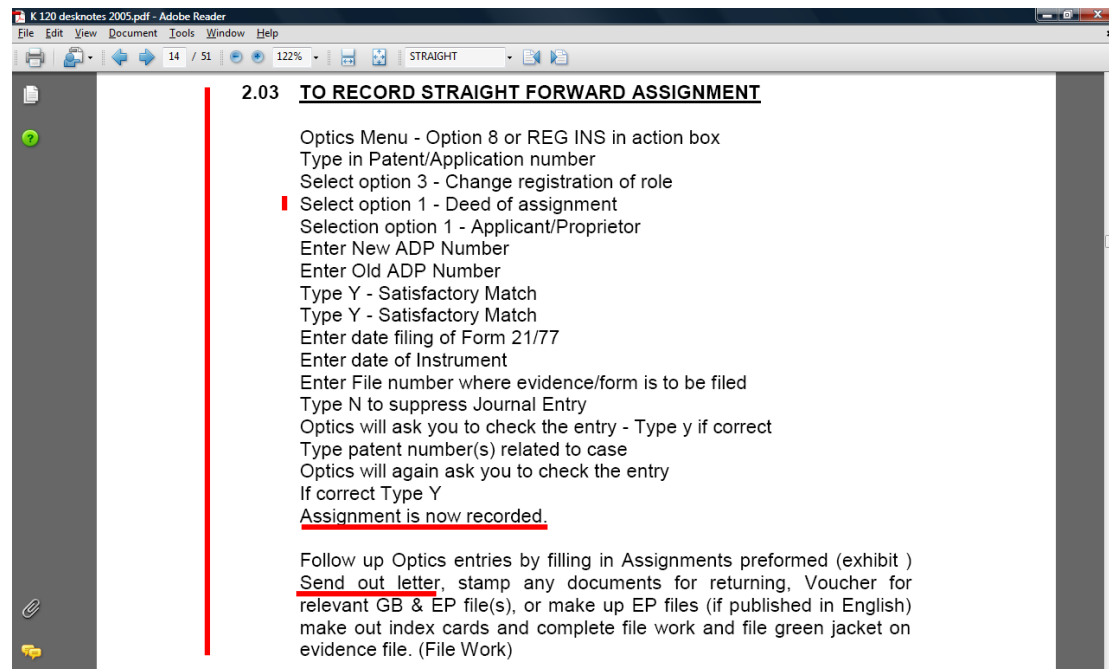 K 120 desknotes 2005.pdf - Adobe Reader
File Edit View Document Tools Window Help
14 / 51 122% STRAIGHT
2.03 TO RECORD STRAIGHT FORWARD ASSIGNMENT
Optics Menu - Option 8 or REG INS in action box
Type in Patent/Application number
Select option 3 - Change registration of role
Select option 1 - Deed of assignment
Selection option 1 - Applicant/Proprietor
Enter New ADP Number
Enter Old ADP Number
Type Y - Satisfactory Match
Type Y - Satisfactory Match
Enter date filing of Form 21/77
Enter date of Instrument
Enter File number where evidence/form is to be filed
Type N to suppress Journal Entry
Optics will ask you to check the entry - Type y if correct
Type patent number(s) related to case
Optics will again ask you to check the entry
If correct Type Y
Assignment is now recorded.
Follow up Optics entries by filling in Assignments preformed (exhibit )
Send out letter, stamp any documents for returning, Voucher for
relevant GB & EP file(s), or make up EP files (if published in English)
make out index cards and complete file work and file green jacket on
evidence file. (File Work)